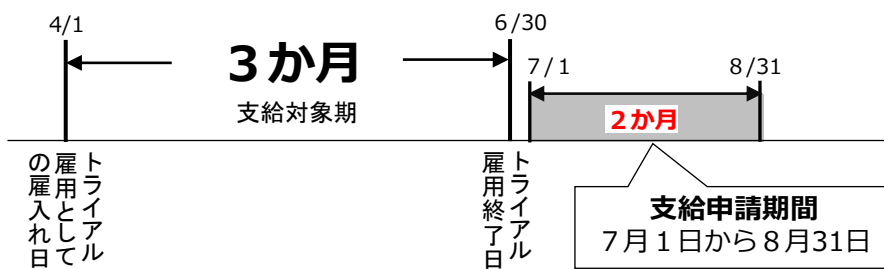 4/1
6/30
3か月
7/1
8/31
支給対象期
2か月
トライアル
雇用として
の雇入れ日
トライアル
雇用終了日
支給申請期間
７月１日から８月31日